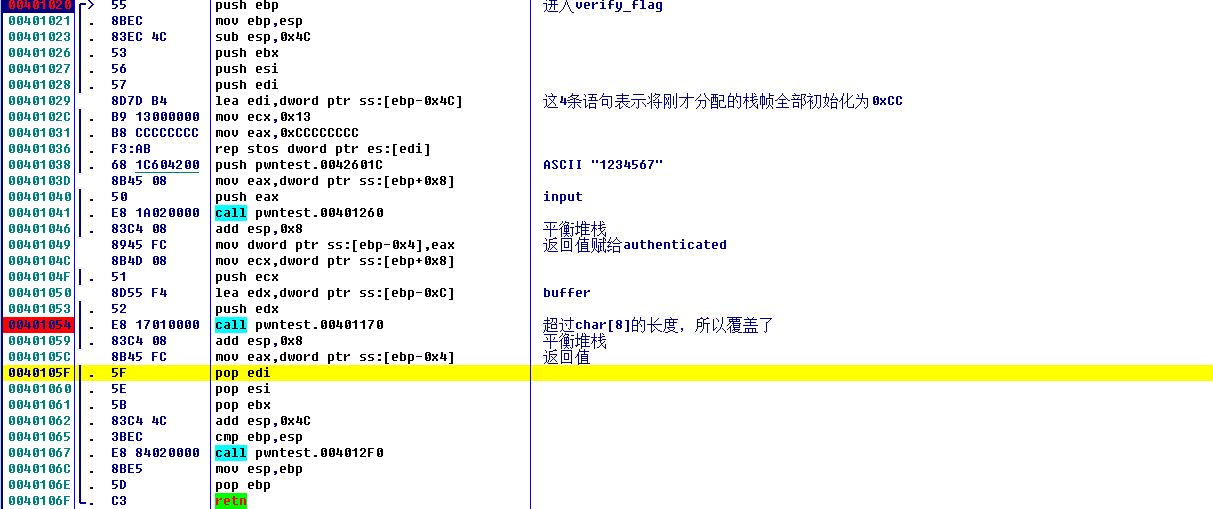 00401020 > 55 push ebp 进入verify_flag
00401021 . 8BEC mov ebp,esp
00401023 . 83EC 4C sub esp,0x4C
00401026 . 53 push ebx
00401027 . 56 push esi
00401028 . 57 push edi
00401029 . 8D7D B4 lea edi,dword ptr ss:[ebp-0x4C] 这4条语句表示将刚才分配的栈帧全部初始化为0xCC
0040102C . B9 13000000 mov ecx,0x13
00401031 . B8 CCCCCCCC mov eax,0xCCCCCCCC
00401036 . F3:AB rep stos dword ptr es:[edi]
00401038 . 68 1C604200 push pwntest.0042601C ASCII "1234567"
0040103D . 8B45 08 mov eax,dword ptr ss:[ebp+0x8]
00401040 . 50 push eax input
00401041 . E8 1A020000 call pwntest.00401260
00401046 . 83C4 08 add esp,0x8 平衡堆栈
00401049 . 8945 FC mov dword ptr ss:[ebp-0x4],eax 返回值赋给authenticated
0040104C . 8B4D 08 mov ecx,dword ptr ss:[ebp+0x8]
0040104F . 51 push ecx
00401050 . 8D55 F4 lea edx,dword ptr ss:[ebp-0xC] buffer
00401053 . 52 push edx
00401054 . E8 17010000 call pwntest.00401170 超过char[8]的长度，所以覆盖了
00401059 . 83C4 08 add esp,0x8 平衡堆栈
0040105C . 8B45 FC mov eax,dword ptr ss:[ebp-0x4] 返回值
0040105F . 5F pop edi
00401060 . 5E pop esi
00401061 . 5B pop ebx
00401062 . 83C4 4C add esp,0x4C
00401065 . 3BEC cmp ebp,esp
00401067 . E8 84020000 call pwntest.004012F0
0040106C . 8BE5 mov esp,ebp
0040106E . 5D pop ebp
0040106F . C3 retn